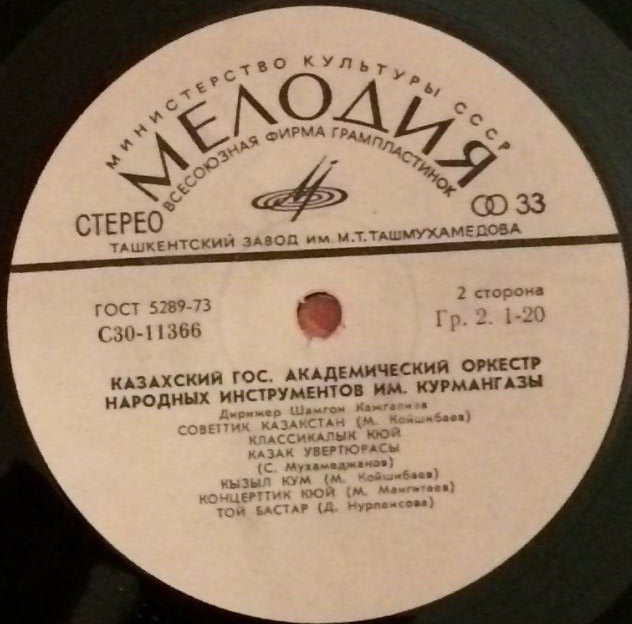 МИНИСТЕРСТВО КУЛЬТУРЫ СССР
МЕЛОДИЯ
ВСЕСОЮЗНАЯ ФИРМА ГРАМПЛАСТИНОК
СТЕРЕО
33
ТАШКЕНТСКИЙ ЗАВОД ИМ. М.Т. ТАШМУХАМЕДОВА
ГОСТ 5289-73
2 сторона
С30-11366
Гр. 2. 1-20
КАЗАХСКИЙ ГОС. АКАДЕМИЧЕСКИЙ ОРКЕСТР
НАРОДНЫХ ИНСТРУМЕНТОВ ИМ. КУРМАНГАЗЫ
Дирижер Шамгон Кажгалиев
СОВЕТТИК КАЗАКСТАН (М. Койшибаев)
КЛАССИКАЛЫК КЮЙ
КАЗАК УВЕРТЮРАСЫ
(С. Мухамеджанов)
КЫЗЫЛ КУМ (М. Койшибаев)
КОНЦЕРТТИК КЮЙ (М. Мангитаев)
ТОЙ БАСТАР (Д. Нурпеисова)